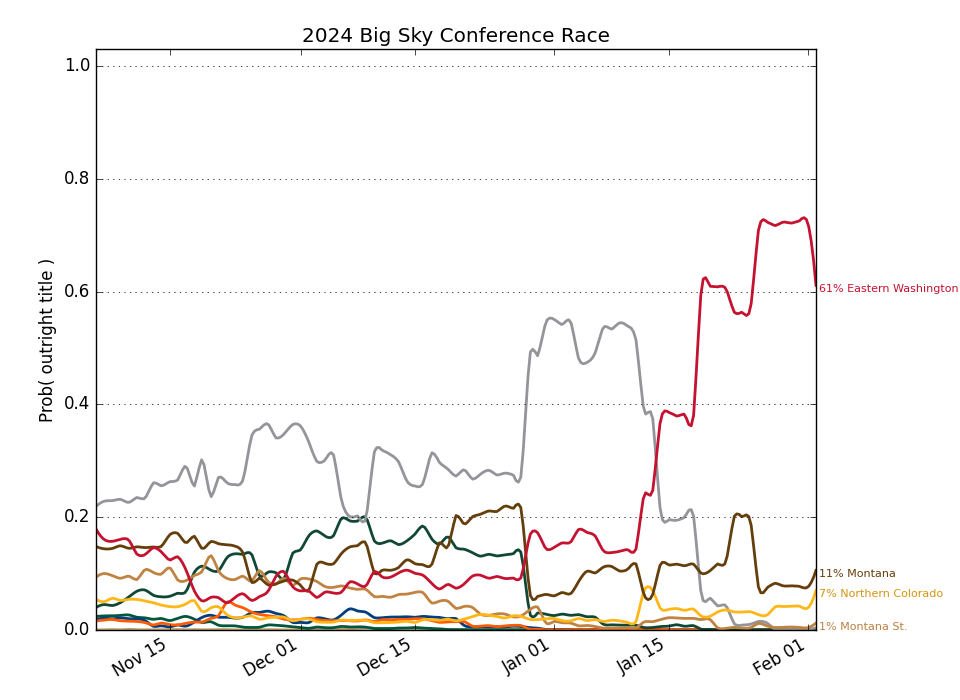 2024 Big Sky Conference Race
Prob( outright title )
1.0
0.8
0.6
0.4
0.2
0.0
61% Eastern Washington
11% Montana
7% Northern Colorado
1% Montana St.
Nov 15
Dec 01
Dec 15
Jan 01
Jan 15
Feb 01